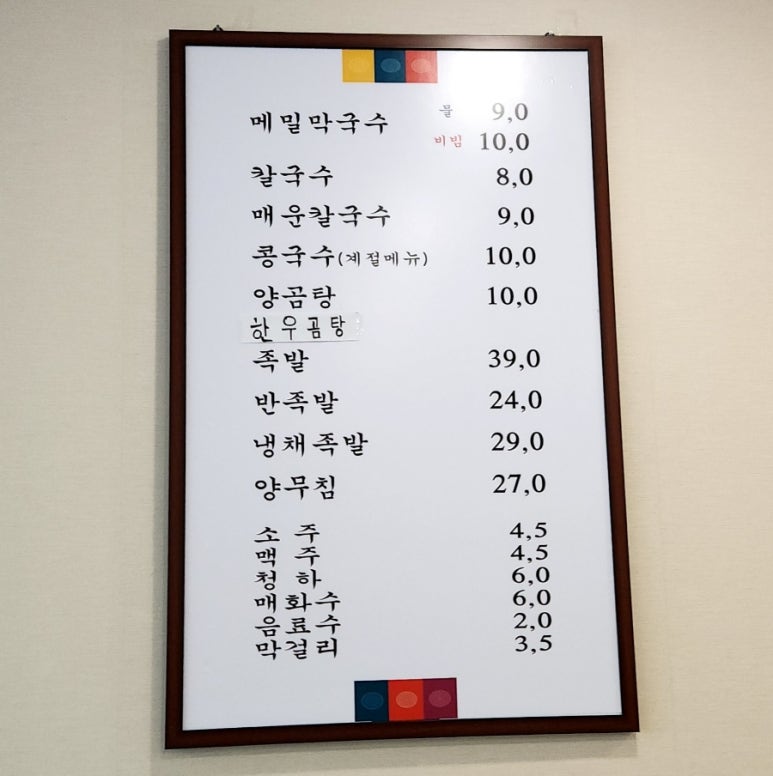 메밀막국수 물 9,0
비빔 10,0
칼국수 8,0
매운칼국수 9,0
콩국수(계절메뉴) 10,0
양곰탕 10,0
한우곰탕
족발 39,0
반족발 24,0
냉채족발 29,0
양무침 27,0
소 주 4,5
맥 주 4,5
청 하 6,0
매화수 6,0
음료수 2,0
막걸리 3,5